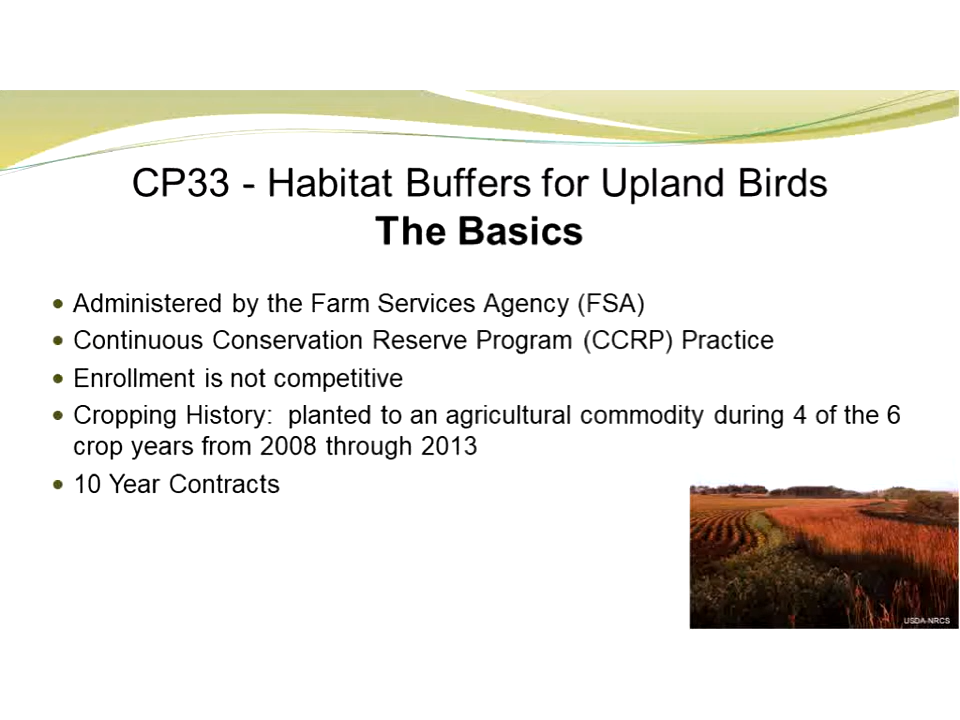 CP33 - Habitat Buffers for Upland Birds
The Basics
• Administered by the Farm Services Agency (FSA)
• Continuous Conservation Reserve Program (CCRP) Practice
• Enrollment is not competitive
• Cropping History:  planted to an agricultural commodity during 4 of the 6
crop years from 2008 through 2013
• 10 Year Contracts
USDA-NRCS